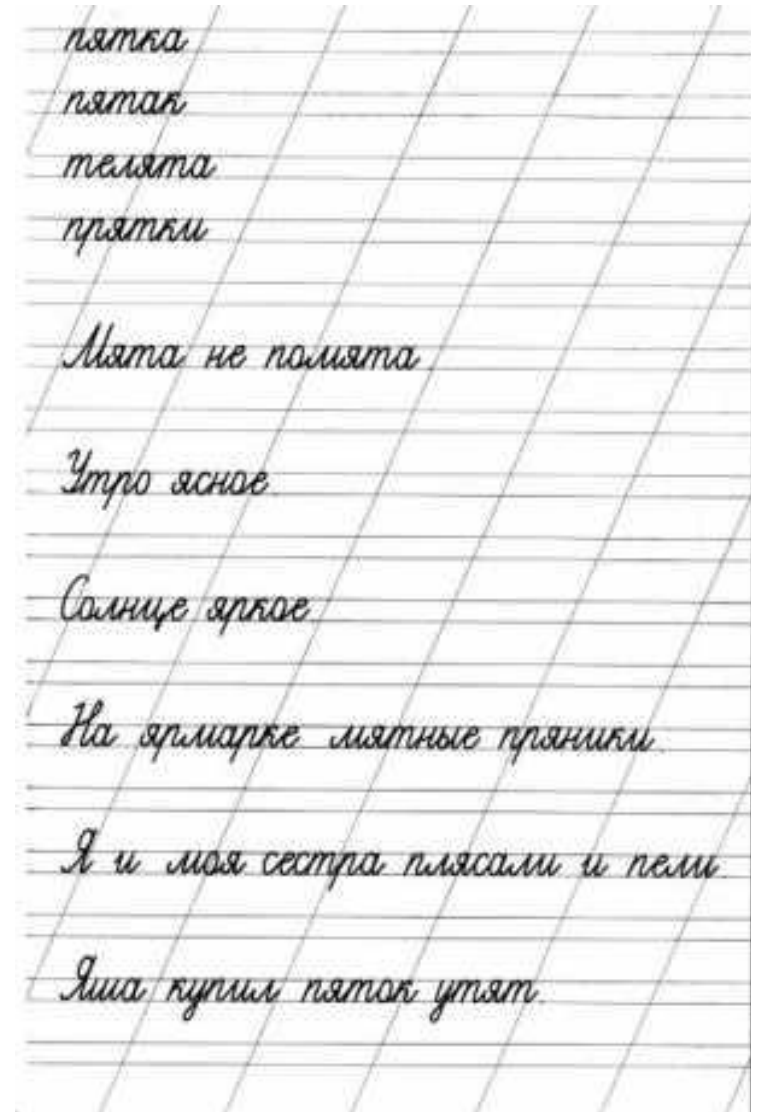 пятка
пятак
телята
прятки
Мята не помята
Утро ясное
Солнце яркое
На ярмарке мятные пряники
Я и моя сестра плясали и пели
Яша купил пяток утят